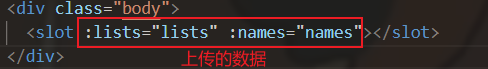 <div class="body">
<slot :lists="lists" :names="names"></slot>
</div>
上传的数据